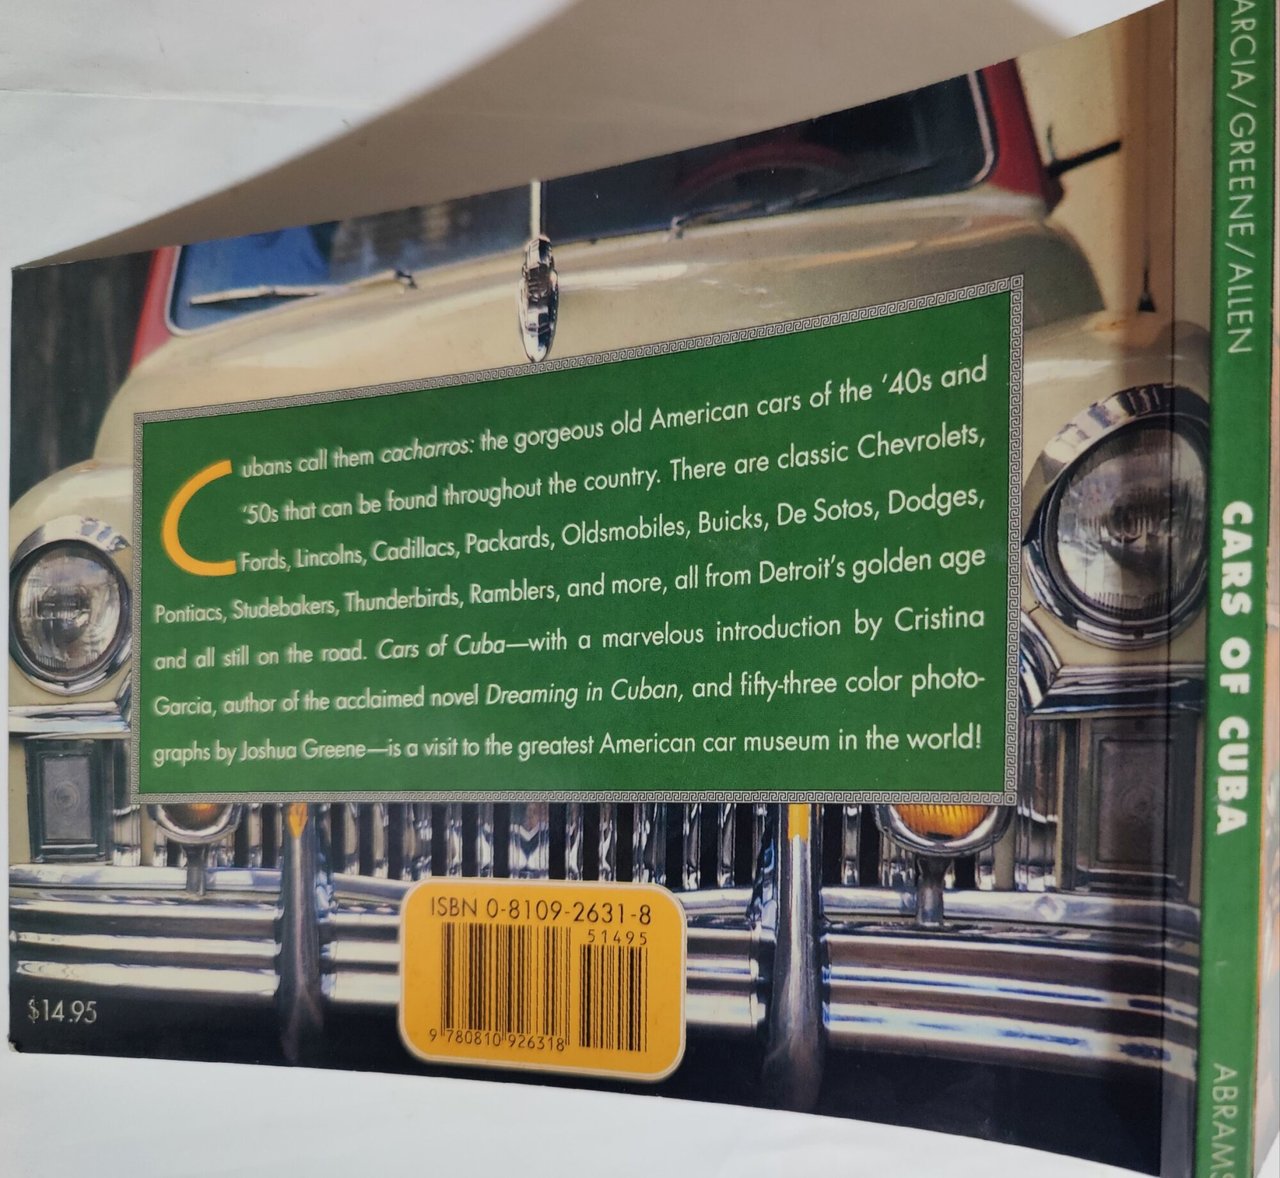 Cubans call them cacharros: the gorgeous old American cars of the '40s and
'50s that can be found throughout the country. There are classic Chevrolets,
Fords, Lincolns, Cadillacs, Packards, Oldsmobiles, Buicks, De Sotos, Dodges,
Pontiacs, Studebakers, Thunderbirds, Ramblers, and more, all from Detroit's golden age
and all still on the road. Cars of Cuba—with a marvelous introduction by Cristina
Garcia, author of the acclaimed novel Dreaming in Cuban, and fifty-three color photo-
graphs by Joshua Greene—is a visit to the greatest American car museum in the world!
ISBN 0-8109-2631-8
51495
9 780810 926318
$14.95
ARCIA/GREENE/ALLEN
CARS OF CUBA
ABRAMS